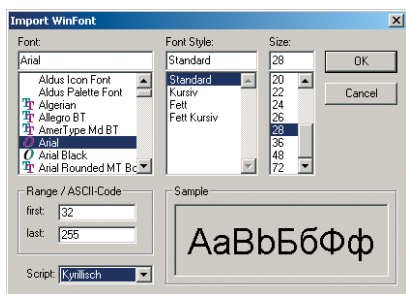 Import WinFont
Font:
Font Style:
Size:
Arial
Standard
28
OK
Cancel
Aldus Icon Font
Aldus Palette Font
Algerian
Allegro BT
AmerType Md BT
Arial
Arial Black
Arial Rounded MT Bo
Standard
Kursiv
Fett
Fett Kursiv
20
22
24
26
28
36
48
72
Range / ASCII-Code
first: 32
last: 255
Script: Kyrillisch
Sample
АаВbБбФф